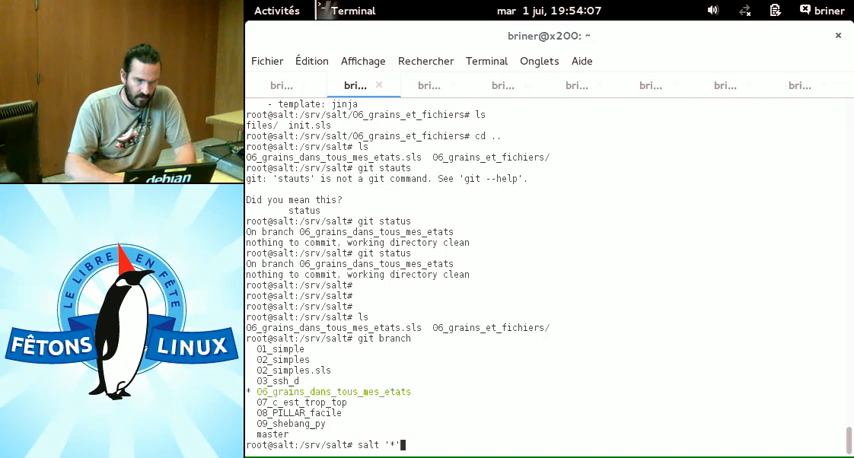 Activités
Terminal
mar 1 jui, 19:54:07
briner
briner@x200: ~
×
Fichier Édition Affichage Rechercher Terminal Onglets Aide
bri... bri... × bri... bri... bri... bri... bri... bri...
- template: jinja
root@salt:/srv/salt/06_grains_et_fichiers# ls
files/ init.sls
root@salt:/srv/salt/06_grains_et_fichiers# cd ..
root@salt:/srv/salt# ls
06_grains_dans_tous_mes_etats.sls 06_grains_et_fichiers/
root@salt:/srv/salt# git stauts
git: 'stauts' is not a git command. See 'git --help'.
Did you mean this?
status
root@salt:/srv/salt# git status
On branch 06_grains_dans_tous_mes_etats
nothing to commit, working directory clean
root@salt:/srv/salt# git status
On branch 06_grains_dans_tous_mes_etats
nothing to commit, working directory clean
root@salt:/srv/salt#
root@salt:/srv/salt#
root@salt:/srv/salt#
root@salt:/srv/salt# ls
06_grains_dans_tous_mes_etats.sls 06_grains_et_fichiers/
root@salt:/srv/salt# git branch
01_simple
02_simples
02_simples.sls
03_ssh_d
* 06_grains_dans_tous_mes_etats
07_c_est_trop_top
08_PILLAR_facile
09_shebang_py
master
root@salt:/srv/salt# salt '*'
debian
LE LIBRE EN FÊTE
FÊTONS LINUX